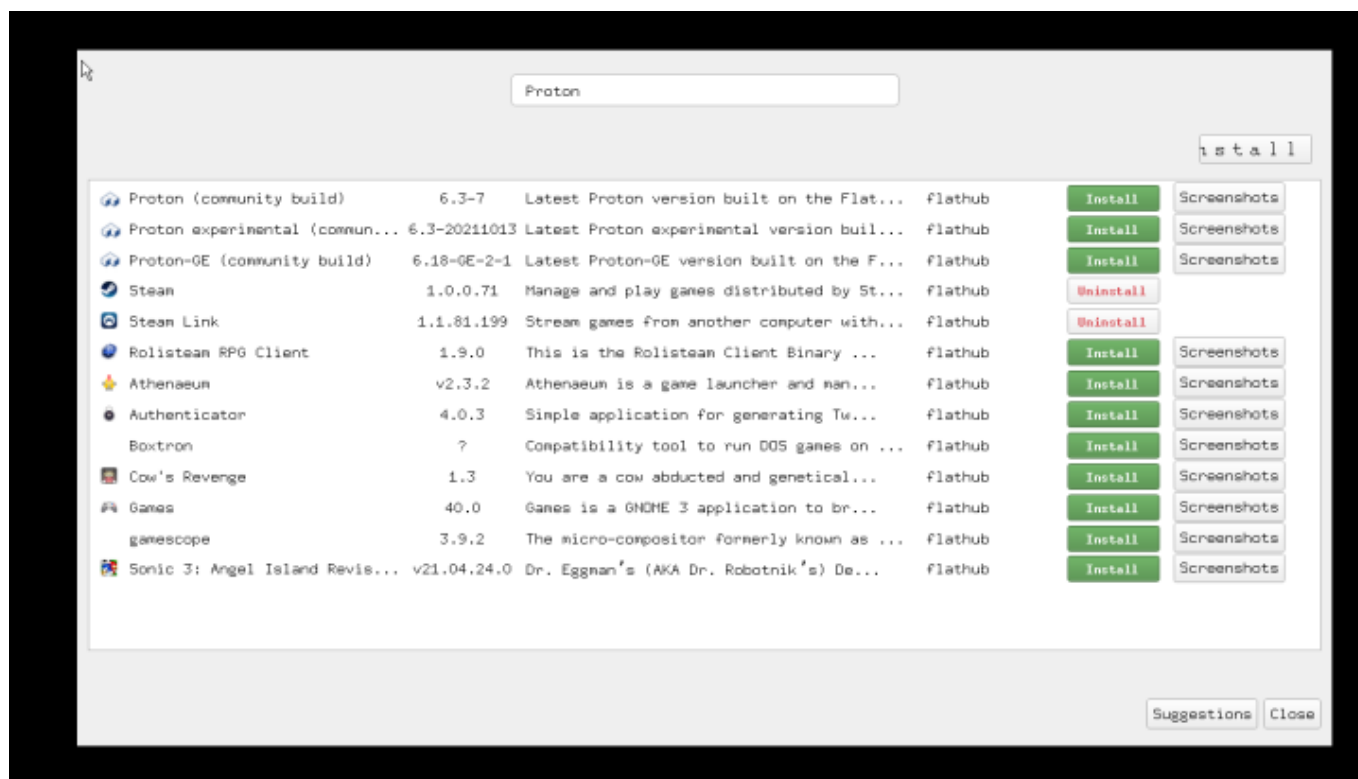 Proton
nstall
Proton (community build) 6.3-7 Latest Proton version built on the Flat... flathub Install Screenshots
Proton experimental (commun... 6.3-20211013 Latest Proton experimental version buil... flathub Install Screenshots
Proton-GE (community build) 6.18-GE-2-1 Latest Proton-GE version built on the F... flathub Install Screenshots
Steam 1.0.0.71 Manage and play games distributed by St... flathub Uninstall
Steam Link 1.1.81.199 Stream games from another computer with... flathub Uninstall
Rolisteam RPG Client 1.9.0 This is the Rolisteam Client Binary ... flathub Install Screenshots
Athenaeum v2.3.2 Athenaeum is a game launcher and man... flathub Install Screenshots
Authenticator 4.0.3 Simple application for generating Tw... flathub Install Screenshots
Boxtron ? Compatibility tool to run DOS games on ... flathub Install Screenshots
Cow's Revenge 1.3 You are a cow abducted and genetical... flathub Install Screenshots
Games 40.0 Games is a GNOME 3 application to br... flathub Install Screenshots
gamescope 3.9.2 The micro-compositor formerly known as ... flathub Install Screenshots
Sonic 3: Angel Island Revis... v21.04.24.0 Dr. Eggman's (AKA Dr. Robotnik's) De... flathub Install Screenshots
Suggestions Close